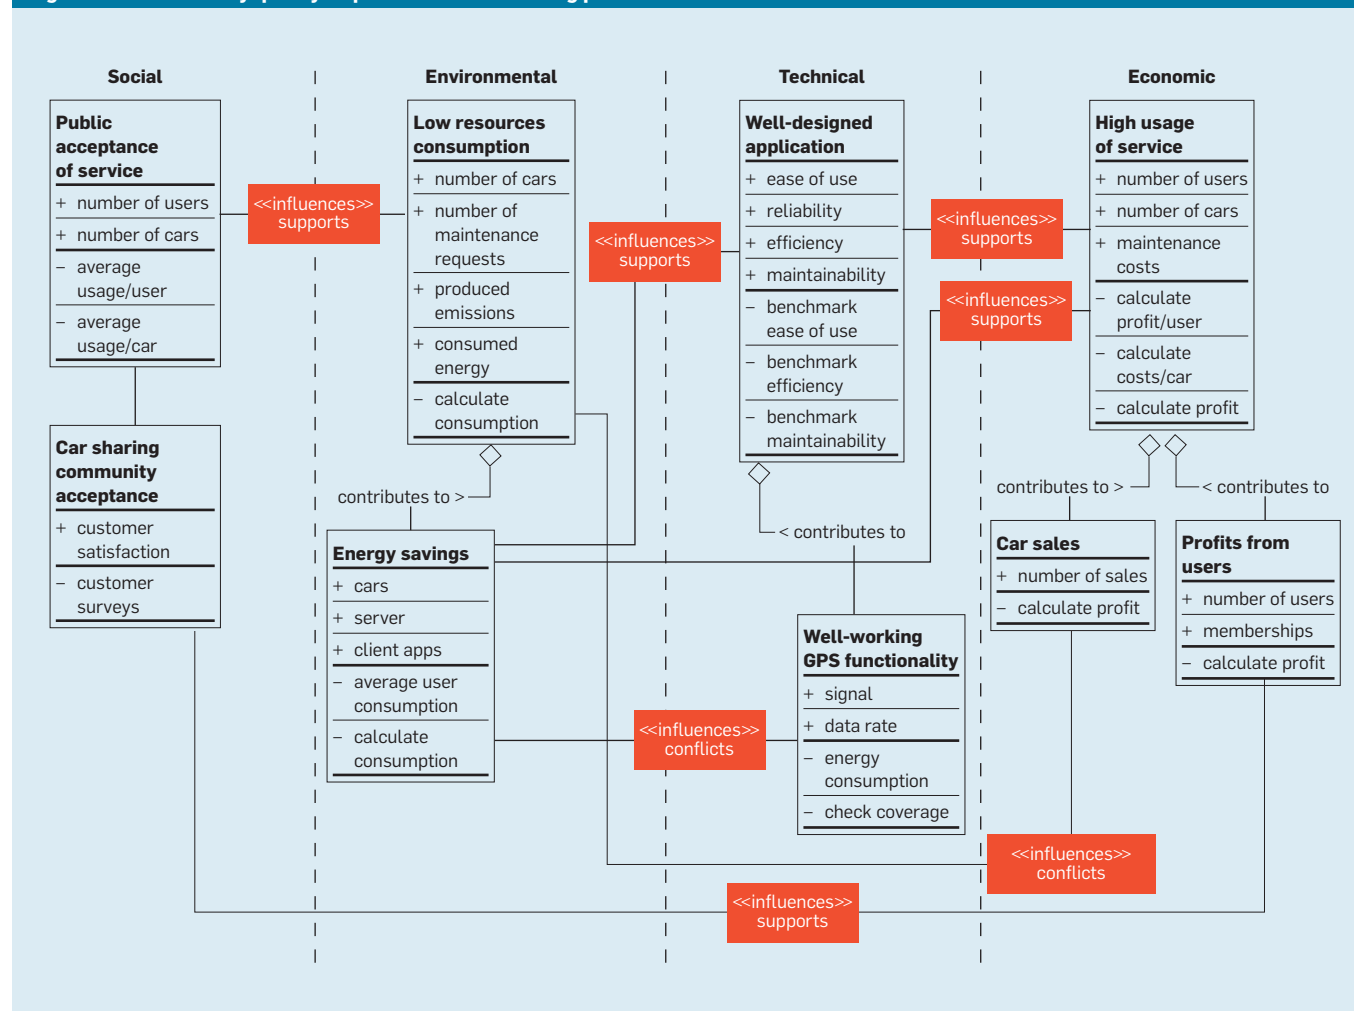 Social
Environmental
Technical
Economic
Public
acceptance
of service
+ number of users
+ number of cars
– average
usage/user
– average
usage/car
Car sharing
community
acceptance
+ customer
satisfaction
– customer
surveys
<<influences>>
supports
Low resources
consumption
+ number of cars
+ number of
maintenance
requests
+ produced
emissions
+ consumed
energy
– calculate
consumption
contributes to >
Energy savings
+ cars
+ server
+ client apps
– average user
consumption
– calculate
consumption
<<influences>>
supports
<<influences>>
conflicts
Well-designed
application
+ ease of use
+ reliability
+ efficiency
+ maintainability
– benchmark
ease of use
– benchmark
efficiency
– benchmark
maintainability
< contributes to
Well-working
GPS functionality
+ signal
+ data rate
– energy
consumption
– check coverage
<<influences>>
supports
<<influences>>
supports
High usage
of service
+ number of users
+ number of cars
+ maintenance
costs
– calculate
profit/user
– calculate
costs/car
– calculate profit
contributes to >
< contributes to
Car sales
+ number of sales
– calculate profit
Profits from
users
+ number of users
+ memberships
– calculate profit
<<influences>>
conflicts
<<influences>>
supports